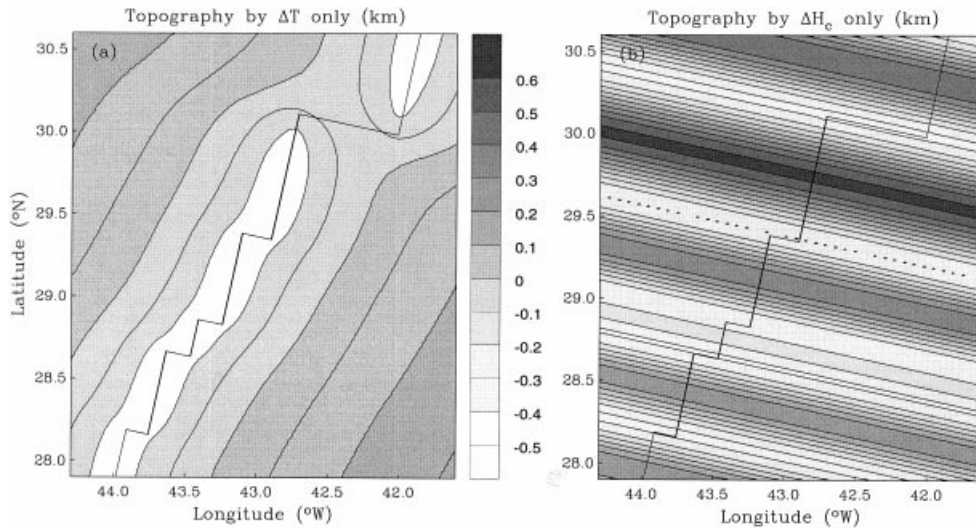 Topography by ΔT only (km)
Topography by ΔH_c only (km)
(a)
(b)
30.5
30.0
29.5
29.0
28.5
28.0
Latitude (°N)
44.0 43.5 43.0 42.5 42.0
Longitude (°W)
0.6
0.5
0.4
0.3
0.2
0.1
0
-0.1
-0.2
-0.3
-0.4
-0.5
30.5
30.0
29.5
29.0
28.5
28.0
44.0 43.5 43.0 42.5 42.0
Longitude (°W)